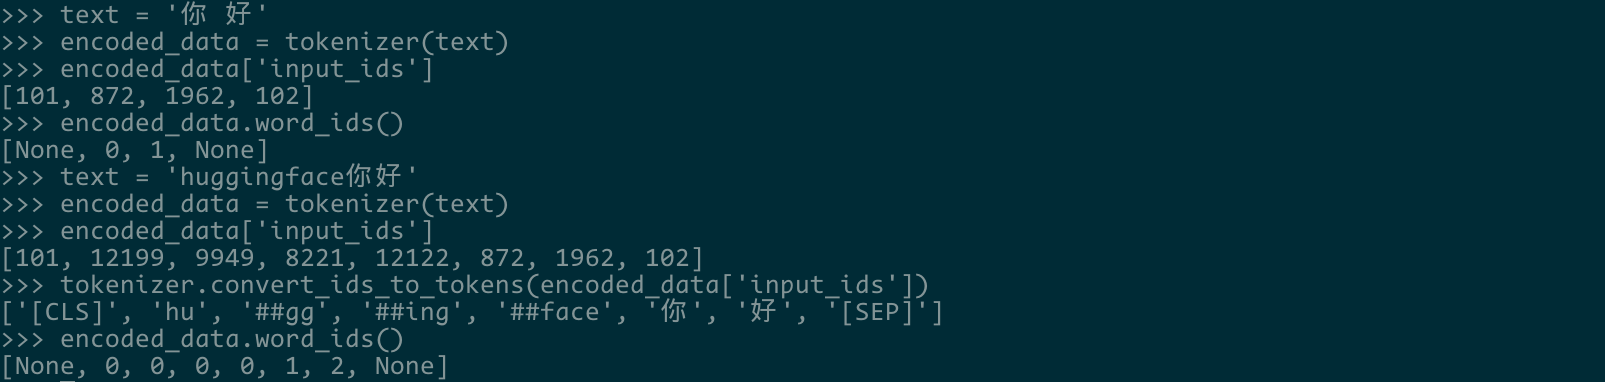 >>> text = '你 好'
>>> encoded_data = tokenizer(text)
>>> encoded_data['input_ids']
[101, 872, 1962, 102]
>>> encoded_data.word_ids()
[None, 0, 1, None]
>>> text = 'huggingface你好'
>>> encoded_data = tokenizer(text)
>>> encoded_data['input_ids']
[101, 12199, 9949, 8221, 12122, 872, 1962, 102]
>>> tokenizer.convert_ids_to_tokens(encoded_data['input_ids'])
['[CLS]', 'hu', '##gg', '##ing', '##face', '你', '好', '[SEP]']
>>> encoded_data.word_ids()
[None, 0, 0, 0, 0, 1, 2, None]